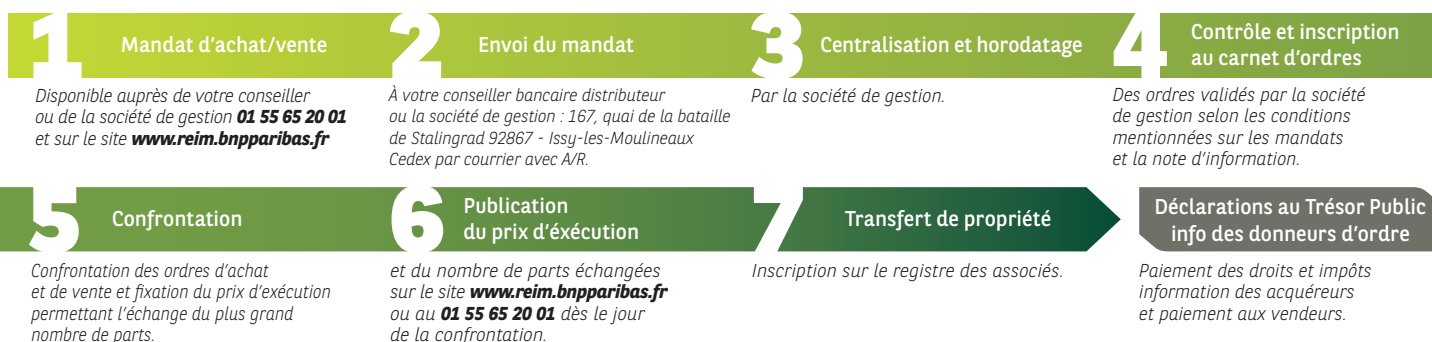 1 Mandat d'achat/vente
Disponible auprès de votre conseiller
ou de la société de gestion 01 55 65 20 01
et sur le site www.reim.bnpparibas.fr
2 Envoi du mandat
À votre conseiller bancaire distributeur
ou la société de gestion : 167, quai de la bataille
de Stalingrad 92867 - Issy-les-Moulineaux
Cedex par courrier avec A/R.
3 Centralisation et horodatage
Par la société de gestion.
4 Contrôle et inscription
au carnet d'ordres
Des ordres validés par la société
de gestion selon les conditions
mentionnées sur les mandats
et la note d'information.
5 Confrontation
Confrontation des ordres d'achat
et de vente et fixation du prix d'exécution
permettant l'échange du plus grand
nombre de parts.
6 Publication
du prix d'éxécution
et du nombre de parts échangées
sur le site www.reim.bnpparibas.fr
ou au 01 55 65 20 01 dès le jour
de la confrontation.
7 Transfert de propriété
Inscription sur le registre des associés.
Déclarations au Trésor Public
info des donneurs d'ordre
Paiement des droits et impôts
information des acquéreurs
et paiement aux vendeurs.